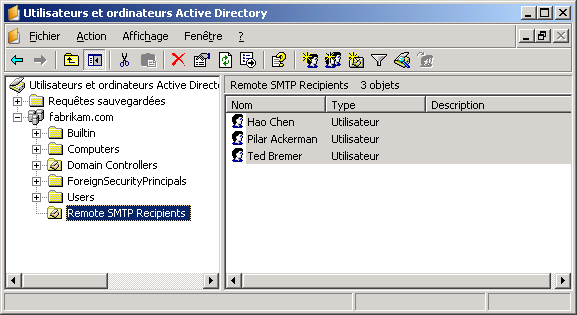 Utilisateurs et ordinateurs Active Directory
Fichier Action Affichage Fenêtre ?
Utilisateurs et ordinateurs Active Direct
Requêtes sauvegardées
fabrikam.com
Builtin
Computers
Domain Controllers
ForeignSecurityPrincipals
Users
Remote SMTP Recipients
Remote SMTP Recipients 3 objets
Nom Type Description
Hao Chen Utilisateur
Pilar Ackerman Utilisateur
Ted Bremer Utilisateur